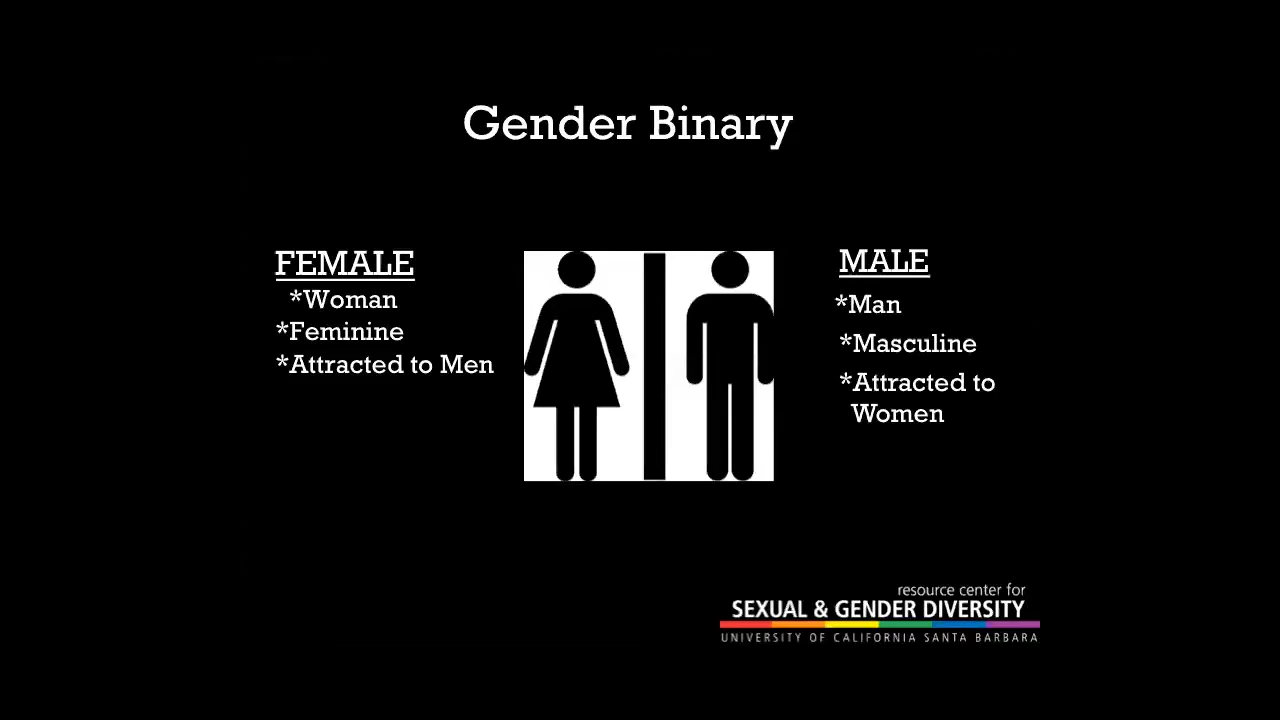 Gender Binary
FEMALE
*Woman
*Feminine
*Attracted to Men
MALE
*Man
*Masculine
*Attracted to
Women
resource center for
SEXUAL & GENDER DIVERSITY
UNIVERSITY OF CALIFORNIA SANTA BARBARA